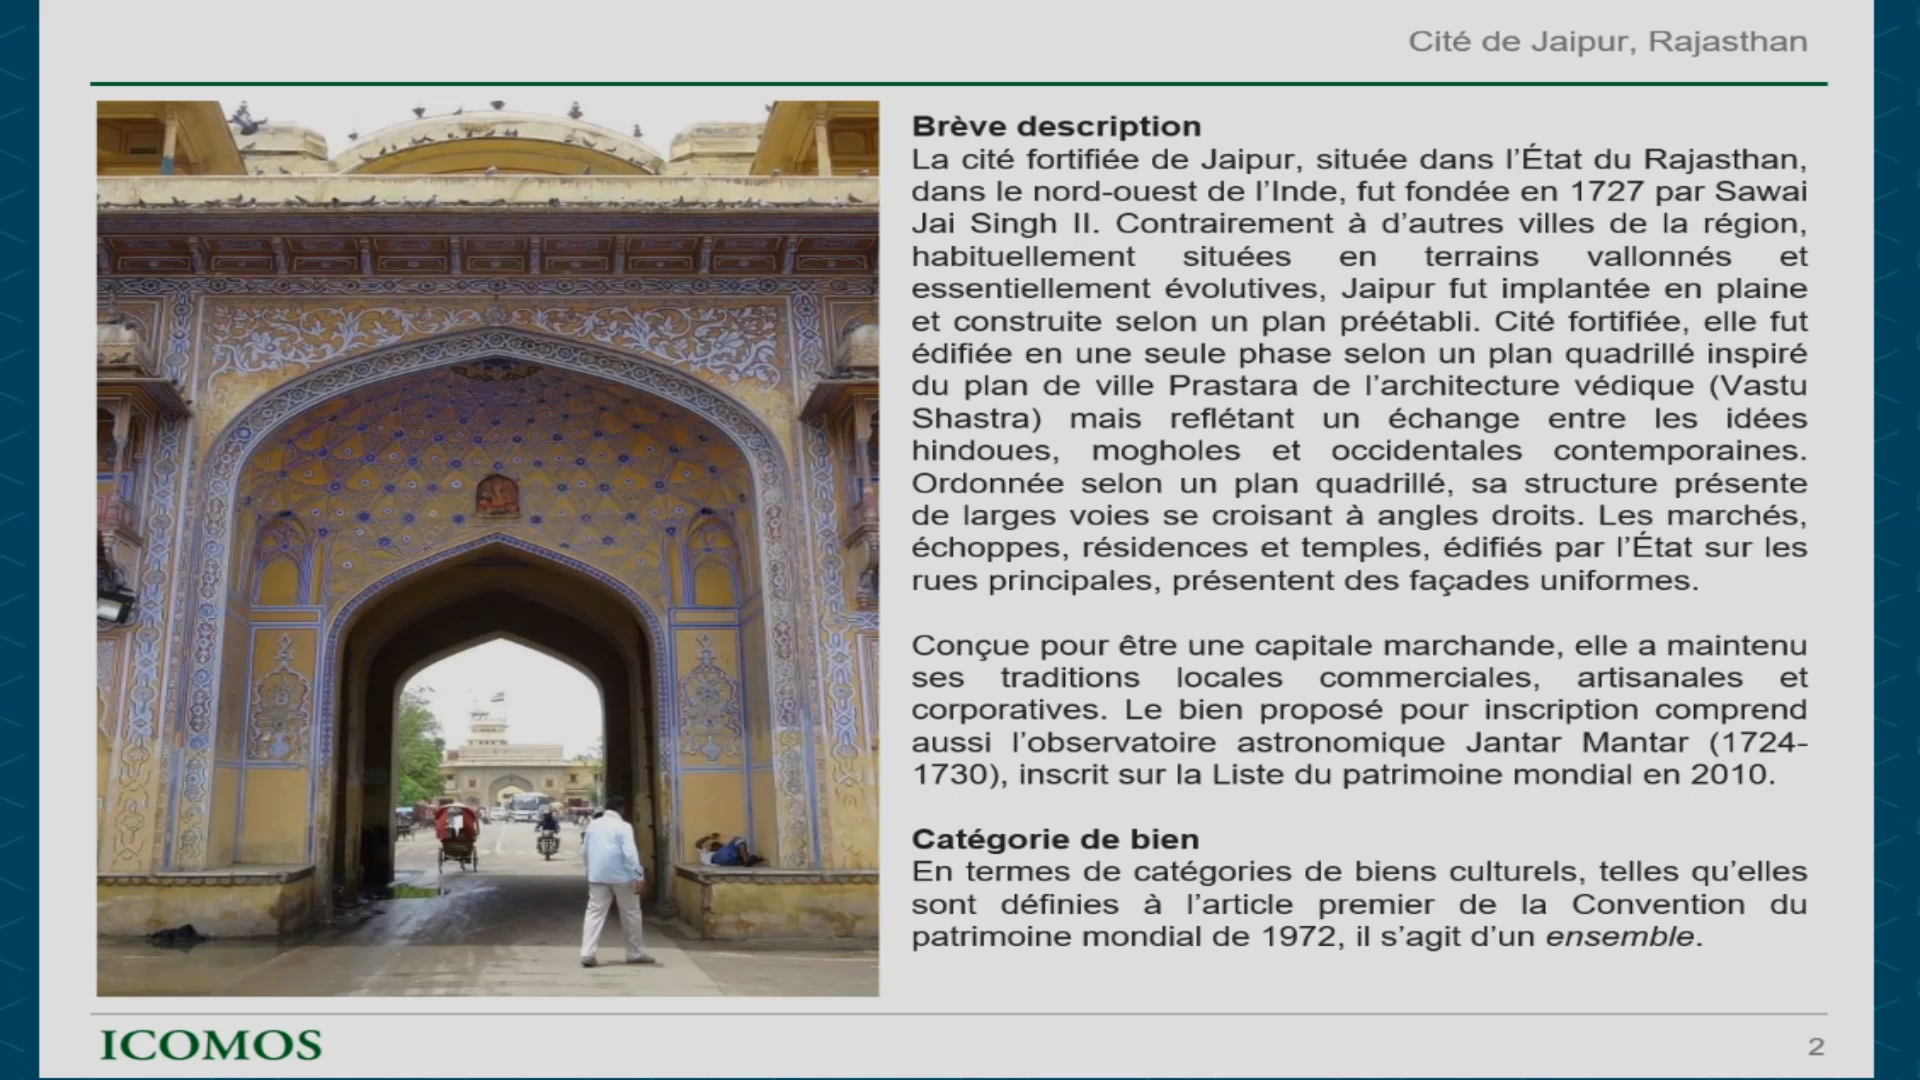 Cité de Jaipur, Rajasthan
Brève description
La cité fortifiée de Jaipur, située dans l’État du Rajasthan,
dans le nord-ouest de l’Inde, fut fondée en 1727 par Sawai
Jai Singh II. Contrairement à d’autres villes de la région,
habituellement situées en terrains vallonnés et
essentiellement évolutives, Jaipur fut implantée en plaine
et construite selon un plan préétabli. Cité fortifiée, elle fut
édifiée en une seule phase selon un plan quadrillé inspiré
du plan de ville Prastara de l’architecture védique (Vastu
Shastra) mais reflétant un échange entre les idées
hindoues, mogholes et occidentales contemporaines.
Ordonnée selon un plan quadrillé, sa structure présente
de larges voies se croisant à angles droits. Les marchés,
échoppes, résidences et temples, édifiés par l’État sur les
rues principales, présentent des façades uniformes.
Conçue pour être une capitale marchande, elle a maintenu
ses traditions locales commerciales, artisanales et
corporatives. Le bien proposé pour inscription comprend
aussi l’observatoire astronomique Jantar Mantar (1724-
1730), inscrit sur la Liste du patrimoine mondial en 2010.
Catégorie de bien
En termes de catégories de biens culturels, telles qu’elles
sont définies à l’article premier de la Convention du
patrimoine mondial de 1972, il s’agit d’un ensemble.
ICOMOS
2